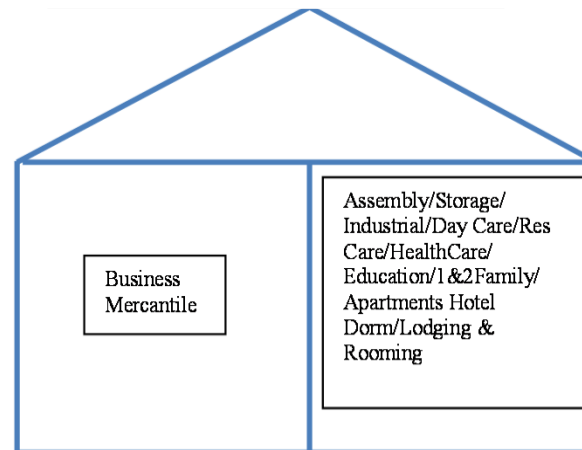 Business
Mercantile
Assembly/Storage/
Industrial/Day Care/Res
Care/HealthCare/
Education/1&2Family/
Apartments Hotel
Dorm/Lodging &
Rooming